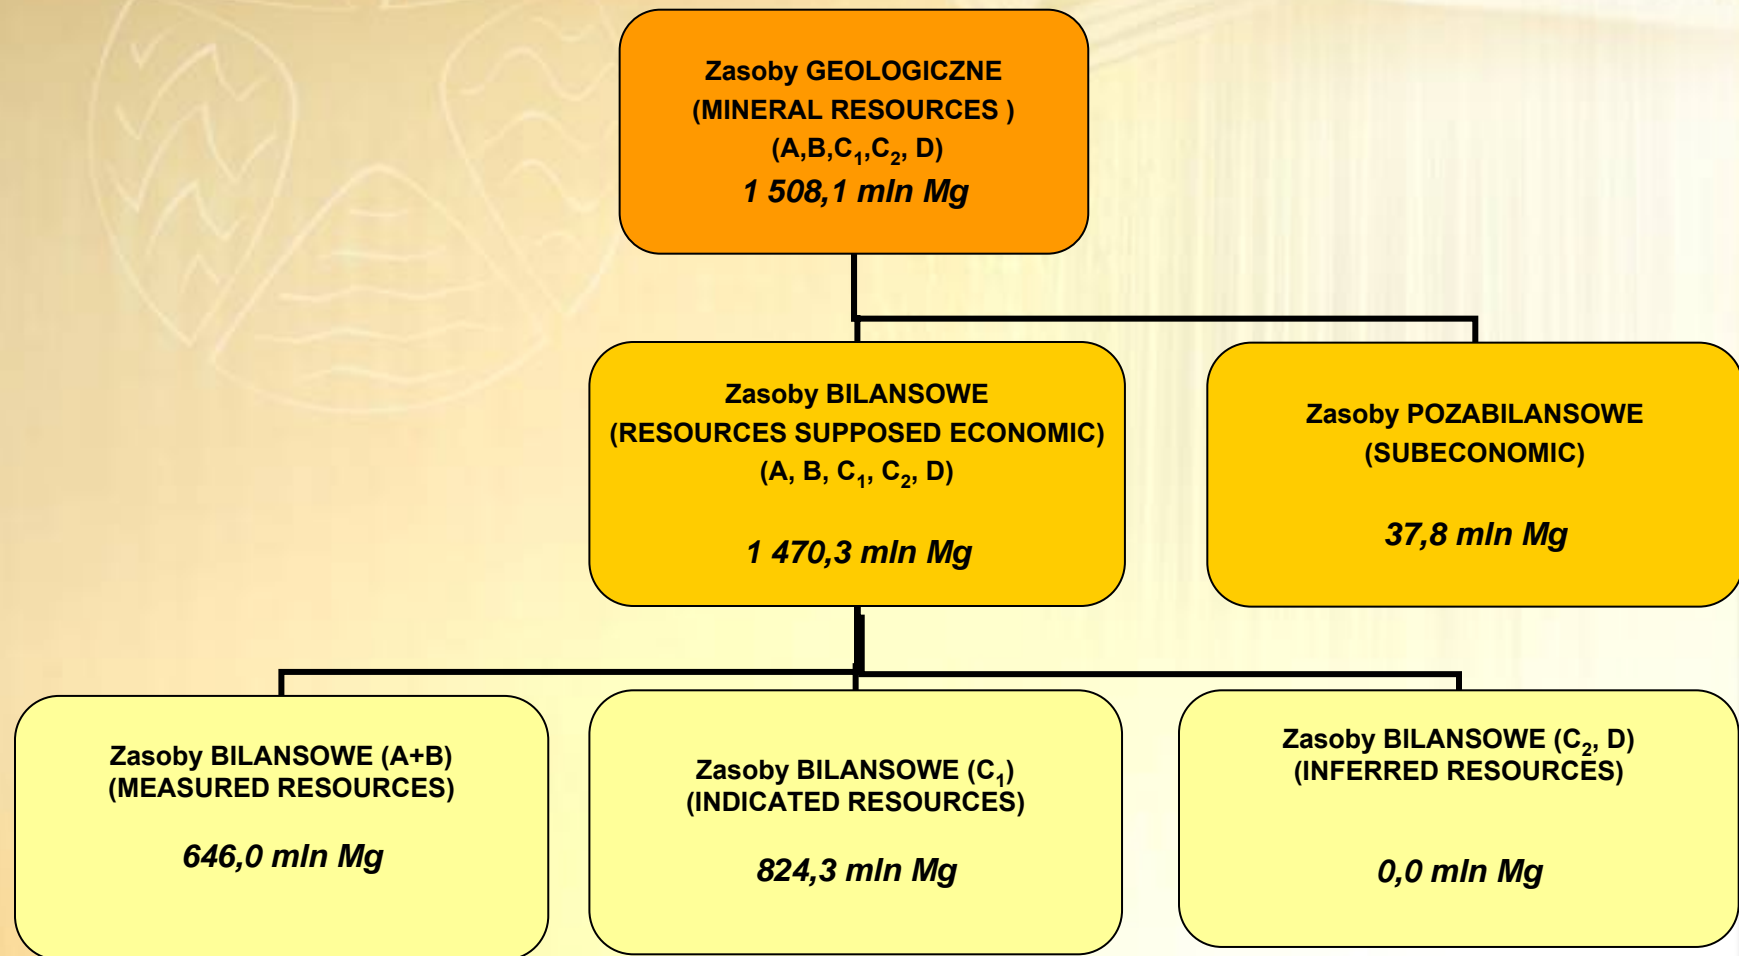 Zasoby GEOLOGICZNE
(MINERAL RESOURCES )
(A,B,C₁,C₂, D)
1 508,1 mln Mg
Zasoby BILANSOWE
(RESOURCES SUPPOSED ECONOMIC)
(A, B, C₁, C₂, D)
1 470,3 mln Mg
Zasoby POZABILANSOWE
(SUBECONOMIC)
37,8 mln Mg
Zasoby BILANSOWE (A+B)
(MEASURED RESOURCES)
646,0 mln Mg
Zasoby BILANSOWE (C₁)
(INDICATED RESOURCES)
824,3 mln Mg
Zasoby BILANSOWE (C₂, D)
(INFERRED RESOURCES)
0,0 mln Mg